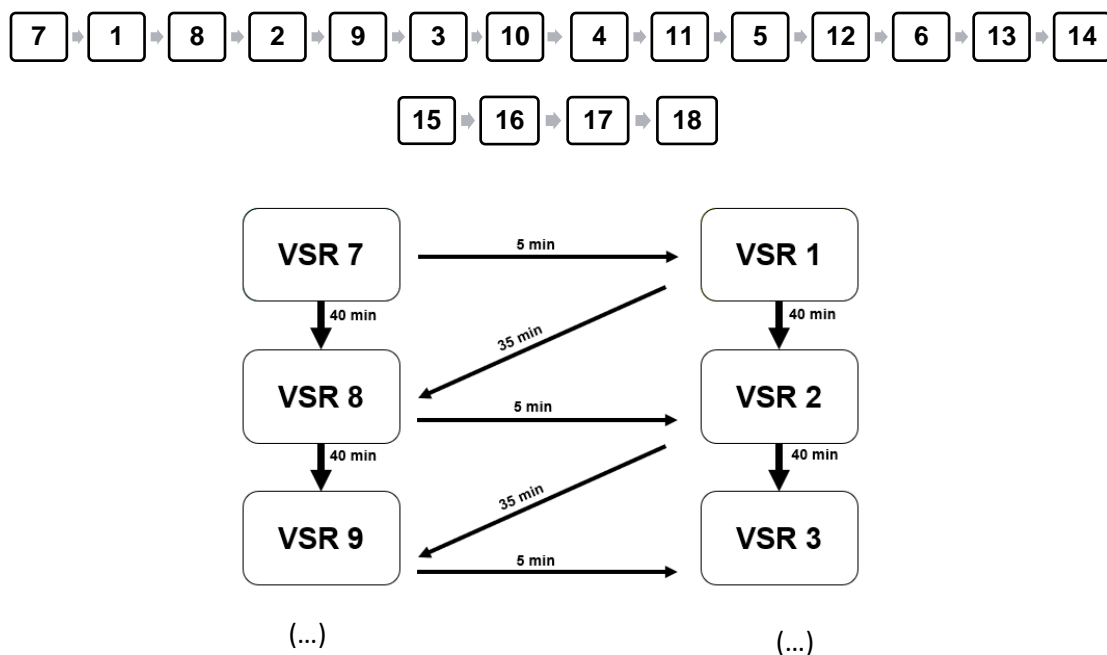 7 1 8 2 9 3 10 4 11 5 12 6 13 14
15 16 17 18
VSR 7 5 min VSR 1
40 min 35 min 40 min
VSR 8 5 min VSR 2
40 min 35 min 40 min
VSR 9 5 min VSR 3
(...) (...)